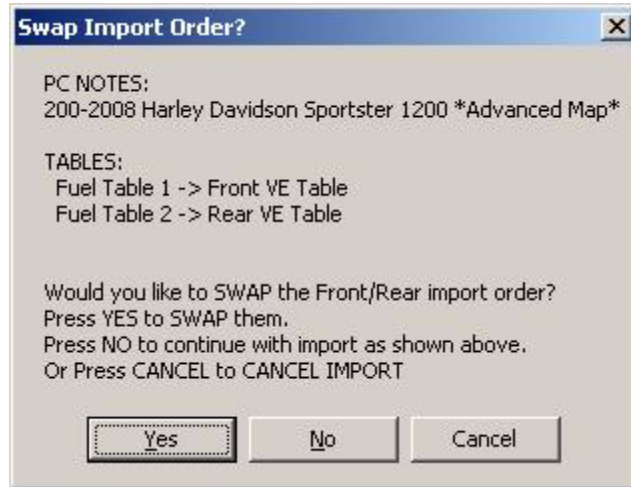 Swap Import Order?
PC NOTES:
200-2008 Harley Davidson Sportster 1200 *Advanced Map*
TABLES:
Fuel Table 1 -> Front VE Table
Fuel Table 2 -> Rear VE Table
Would you like to SWAP the Front/Rear import order?
Press YES to SWAP them.
Press NO to continue with import as shown above.
Or Press CANCEL to CANCEL IMPORT
Yes No Cancel